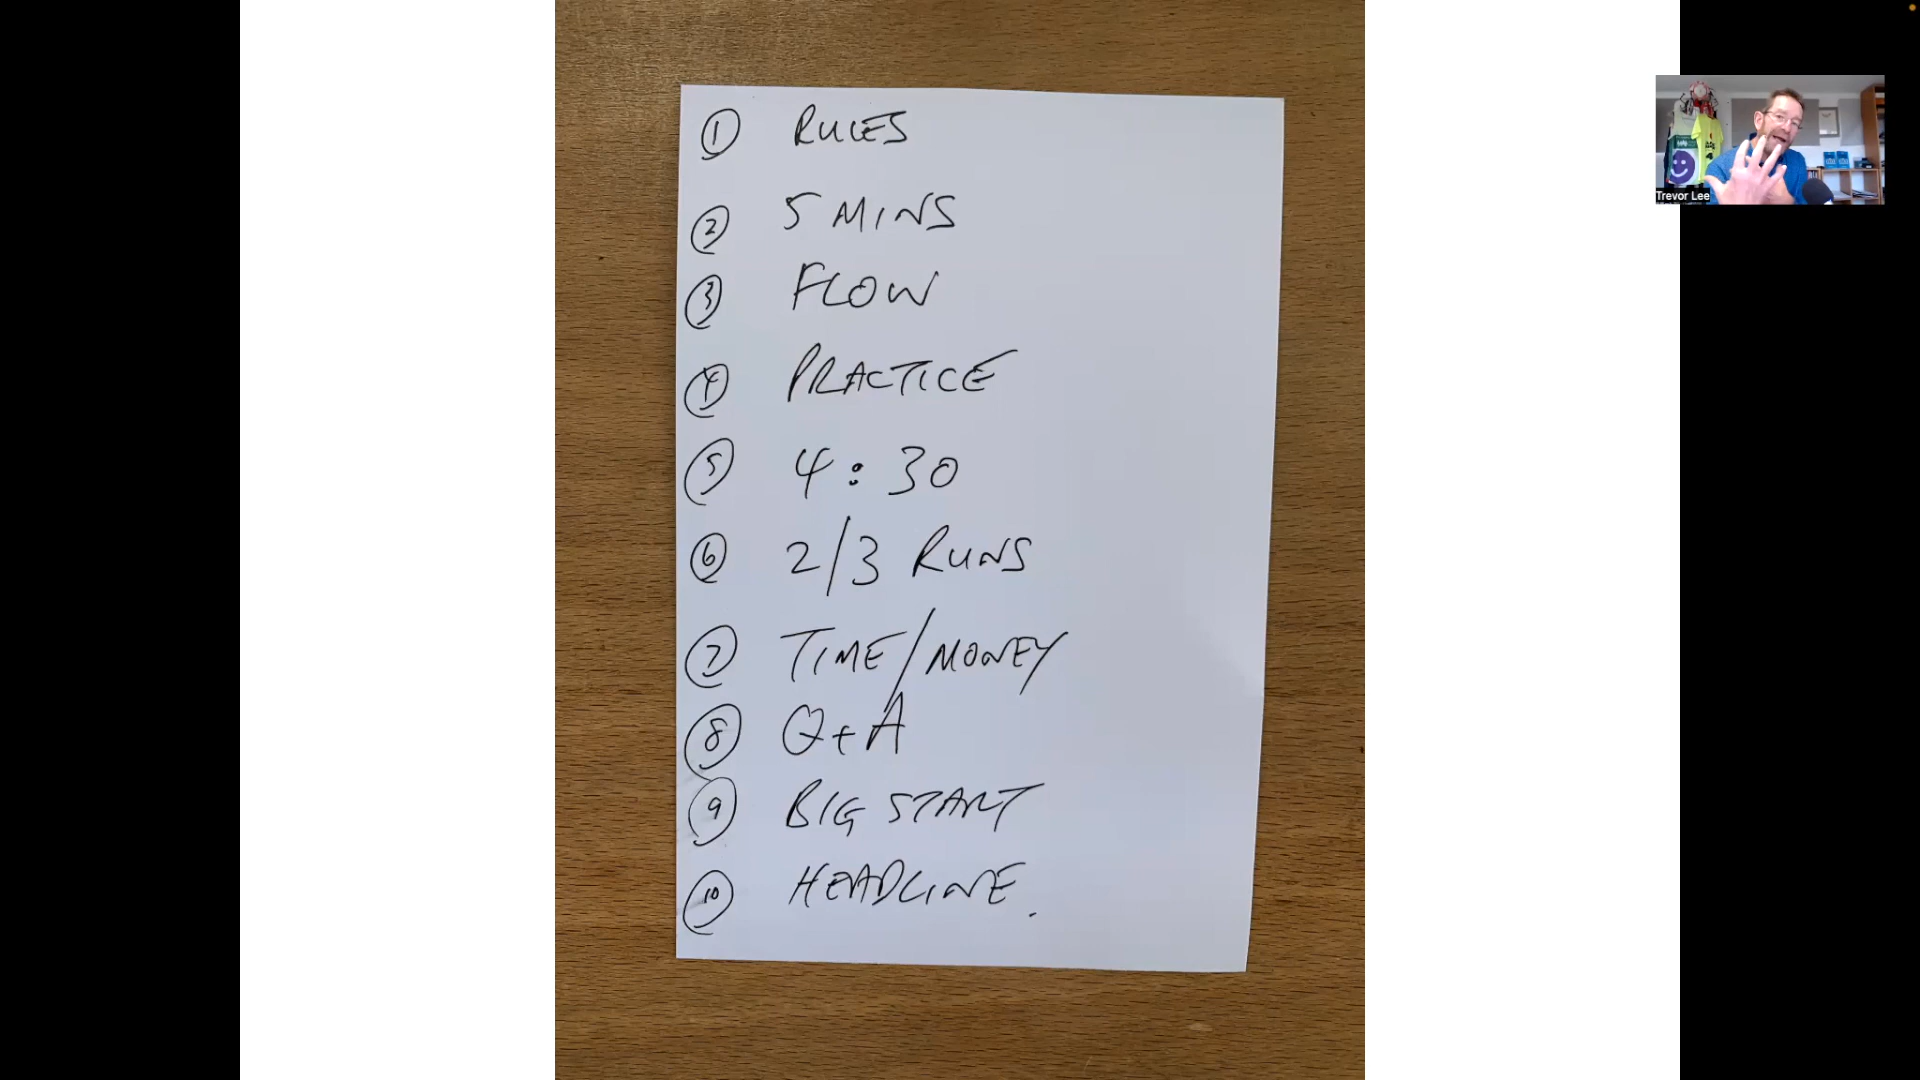 ① RULES
② 5 MINS
③ FLOW
④ PRACTICE
⑤ 4:30
⑥ 2/3 RUNS
⑦ TIME/MONEY
⑧ Q+A
⑨ BIG START
⑩ HEADLINE.
Trevor Lee